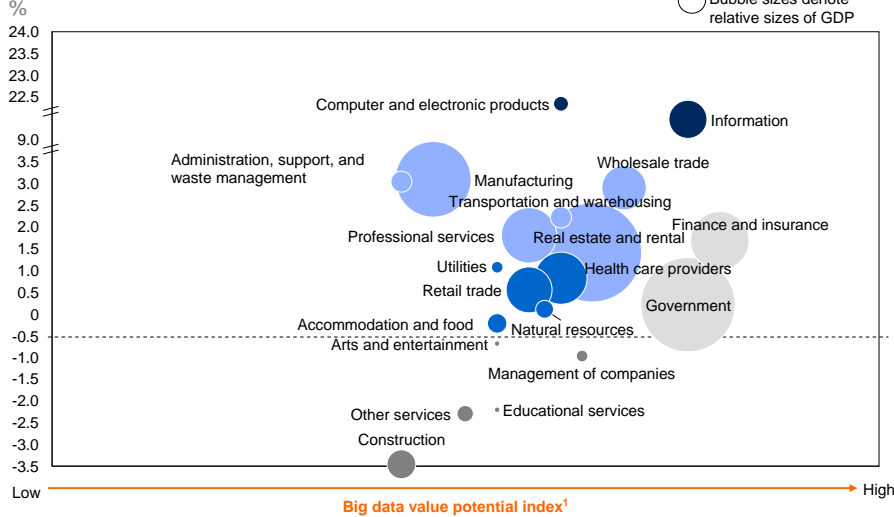 %
Bubble sizes denote
relative sizes of GDP
24.0
23.5
23.0
22.5
9.0
3.5
3.0
2.5
2.0
1.5
1.0
0.5
0
-0.5
-1.0
-1.5
-2.0
-2.5
-3.0
-3.5
Computer and electronic products
Information
Administration, support, and
waste management
Wholesale trade
Manufacturing
Transportation and warehousing
Finance and insurance
Professional services
Real estate and rental
Utilities
Health care providers
Retail trade
Government
Accommodation and food
Natural resources
Arts and entertainment
Management of companies
Other services
Educational services
Construction
Low
High
Big data value potential index1